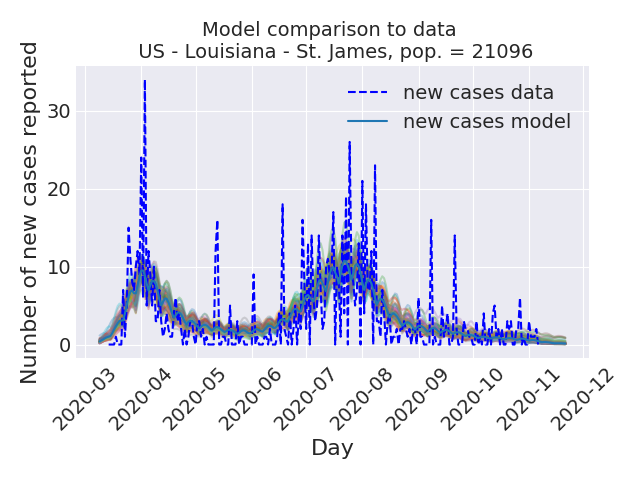 Model comparison to data
US - Louisiana - St. James, pop. = 21096
Number of new cases reported
30
20
10
0
new cases data
new cases model
2020-03
2020-04
2020-05
2020-06
2020-07
2020-08
2020-09
2020-10
2020-11
2020-12
Day